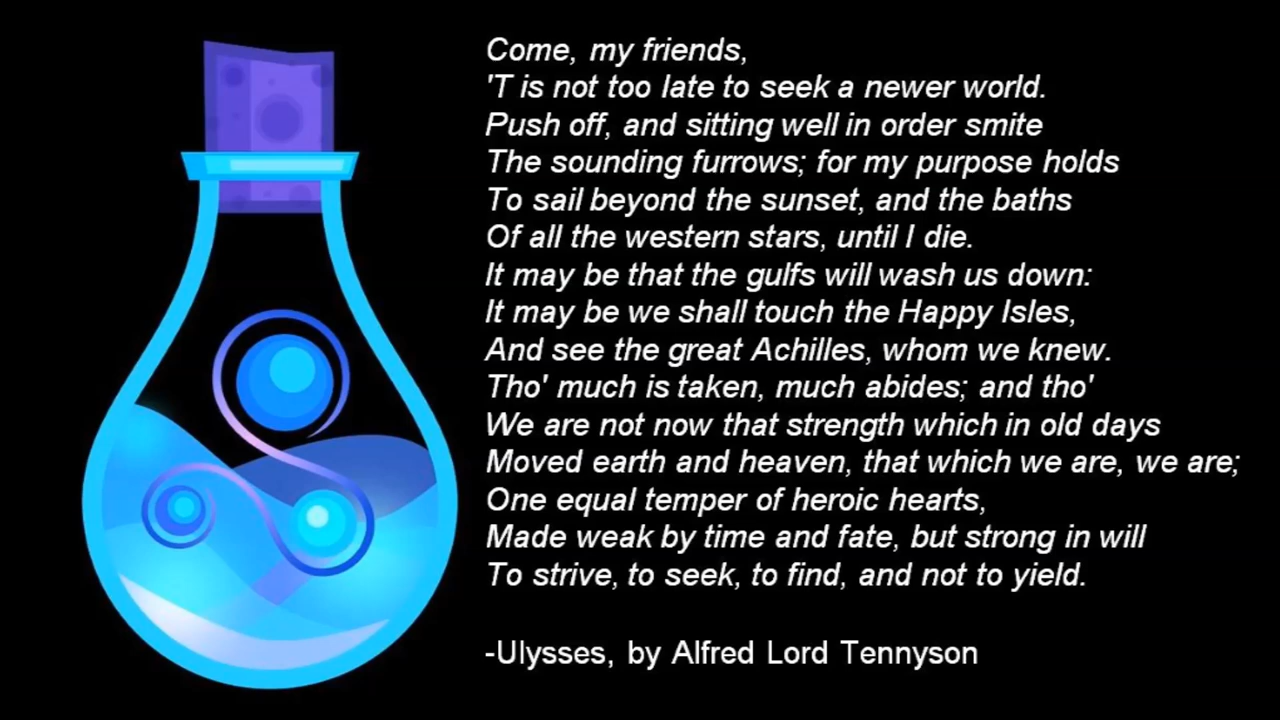 Come, my friends,
'T is not too late to seek a newer world.
Push off, and sitting well in order smite
The sounding furrows; for my purpose holds
To sail beyond the sunset, and the baths
Of all the western stars, until I die.
It may be that the gulfs will wash us down:
It may be we shall touch the Happy Isles,
And see the great Achilles, whom we knew.
Tho' much is taken, much abides; and tho'
We are not now that strength which in old days
Moved earth and heaven, that which we are, we are;
One equal temper of heroic hearts,
Made weak by time and fate, but strong in will
To strive, to seek, to find, and not to yield.
-Ulysses, by Alfred Lord Tennyson